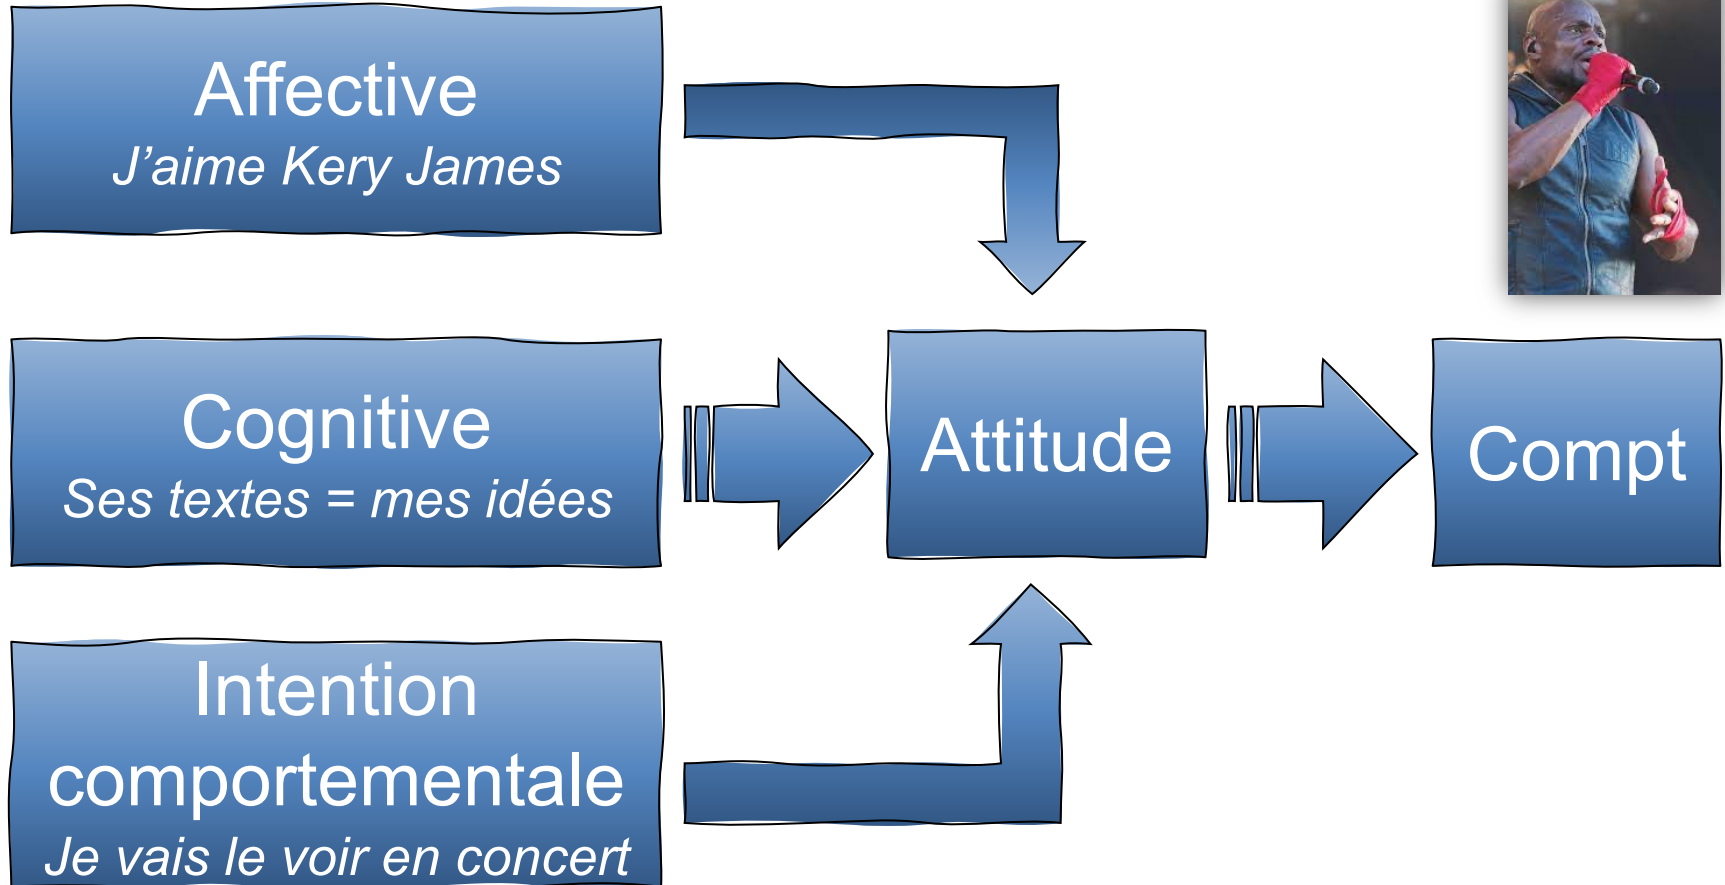 Affective
J’aime Kery James
Cognitive
Ses textes = mes idées
Attitude
Compt
Intention
comportementale
Je vais le voir en concert